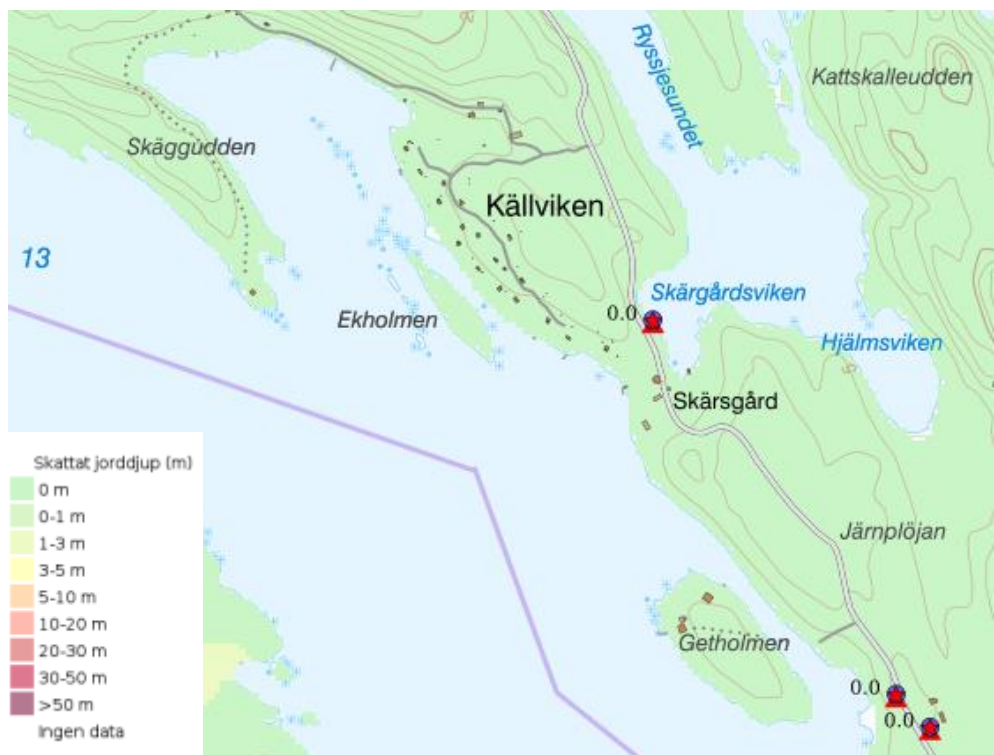 Ryssjesundet
Kattskalleudden
Skäggudden
Källviken
13
Skärgårdsviken
0.0
Ekholmen
Hjälmsviken
Skärsgård
Skattat jorddjup (m)
0 m
0-1 m
1-3 m
3-5 m
5-10 m
10-20 m
20-30 m
30-50 m
>50 m
Ingen data
Järnplöjan
Getholmen
0.0
0.0